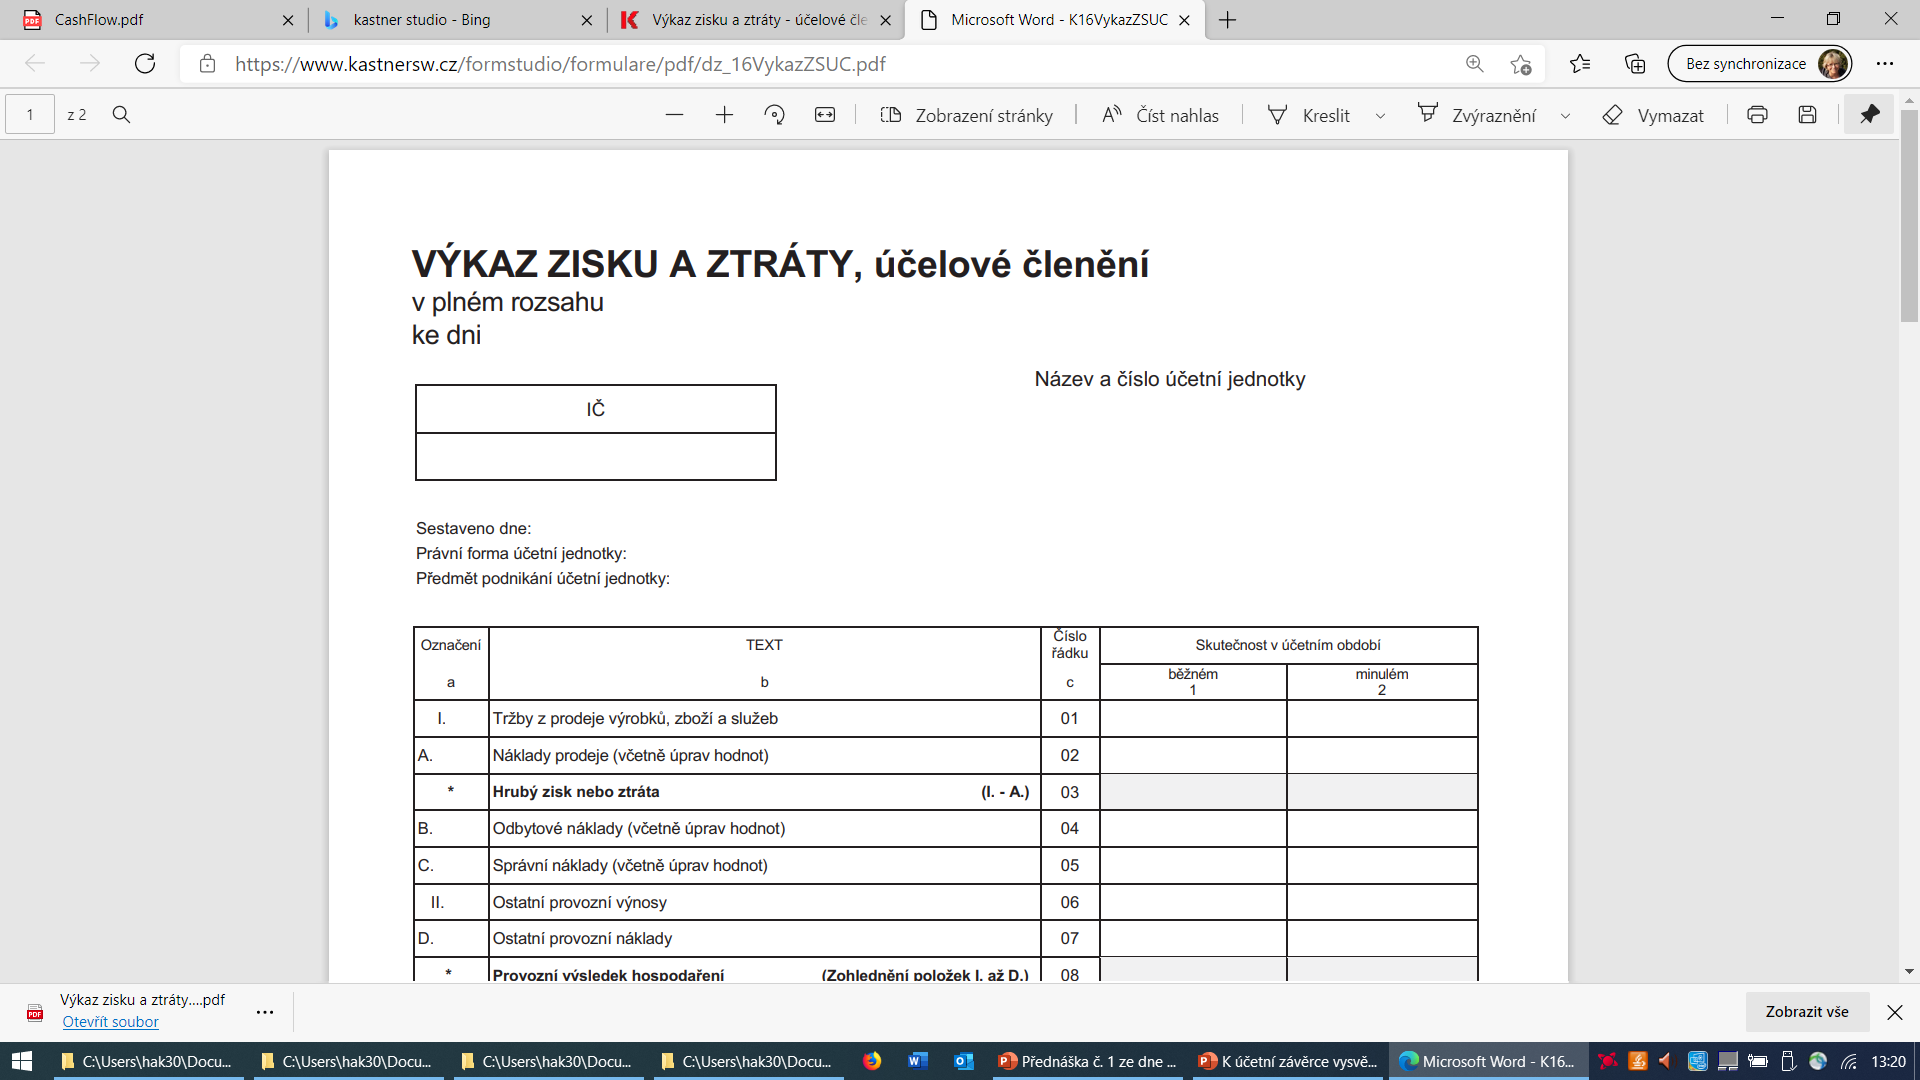 CashFlow.pdf
kastner studio - Bing
Výkaz zisku a ztráty - účelové čle
Microsoft Word - K16VykazZSUC
https://www.kastnersw.cz/formstudio/formulare/pdf/dz_16VykazZSUC.pdf
Bez synchronizace
1 z 2
Zobrazení stránky
Číst nahlas
Kreslit
Zvýraznění
Vymazat
VÝKAZ ZISKU A ZTRÁTY, účelové členění
v plném rozsahu
ke dni
Název a číslo účetní jednotky
IČ
Sestaveno dne:
Právní forma účetní jednotky:
Předmět podnikání účetní jednotky:
Označení TEXT Číslo řádku Skutečnost v účetním období
a b c běžném 1 minulém 2
I. Tržby z prodeje výrobků, zboží a služeb 01
A. Náklady prodeje (včetně úprav hodnot) 02
* Hrubý zisk nebo ztráta (I. - A.) 03
B. Odbytové náklady (včetně úprav hodnot) 04
C. Správní náklady (včetně úprav hodnot) 05
II. Ostatní provozní výnosy 06
D. Ostatní provozní náklady 07
* Provozní výsledek hospodaření (Zohlednění položek I. až D.) 08
Výkaz zisku a ztráty....pdf
Otevřít soubor
Zobrazit vše
C:\Users\hak30\Docu...
C:\Users\hak30\Docu...
C:\Users\hak30\Docu...
C:\Users\hak30\Docu...
Přednáška č. 1 ze dne ...
K účetní závěrce vysvě...
Microsoft Word - K16...
13:20